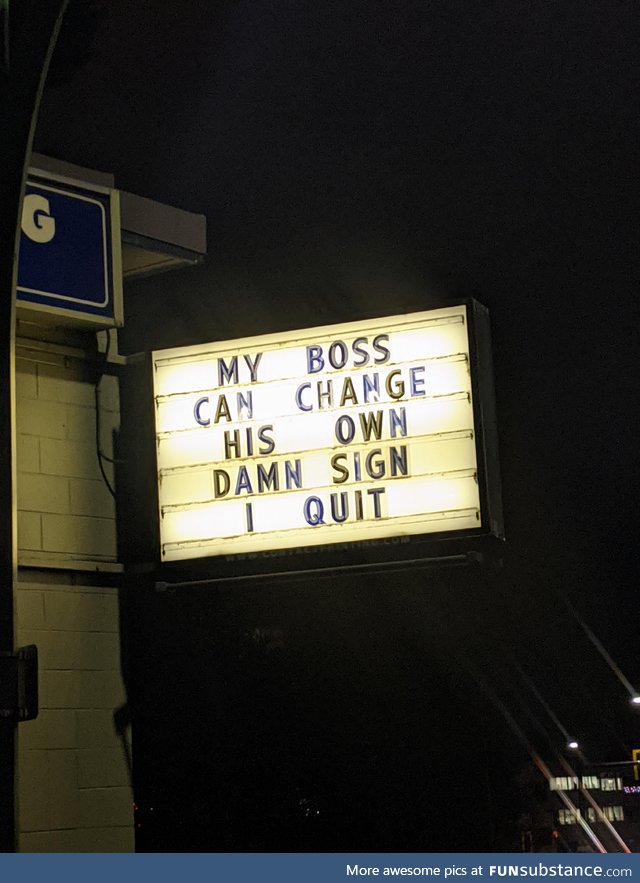 G
MY BOSS
CAN CHANGE
HIS OWN
DAMN SIGN
I QUIT
More awesome pics at FUNsubstance.com